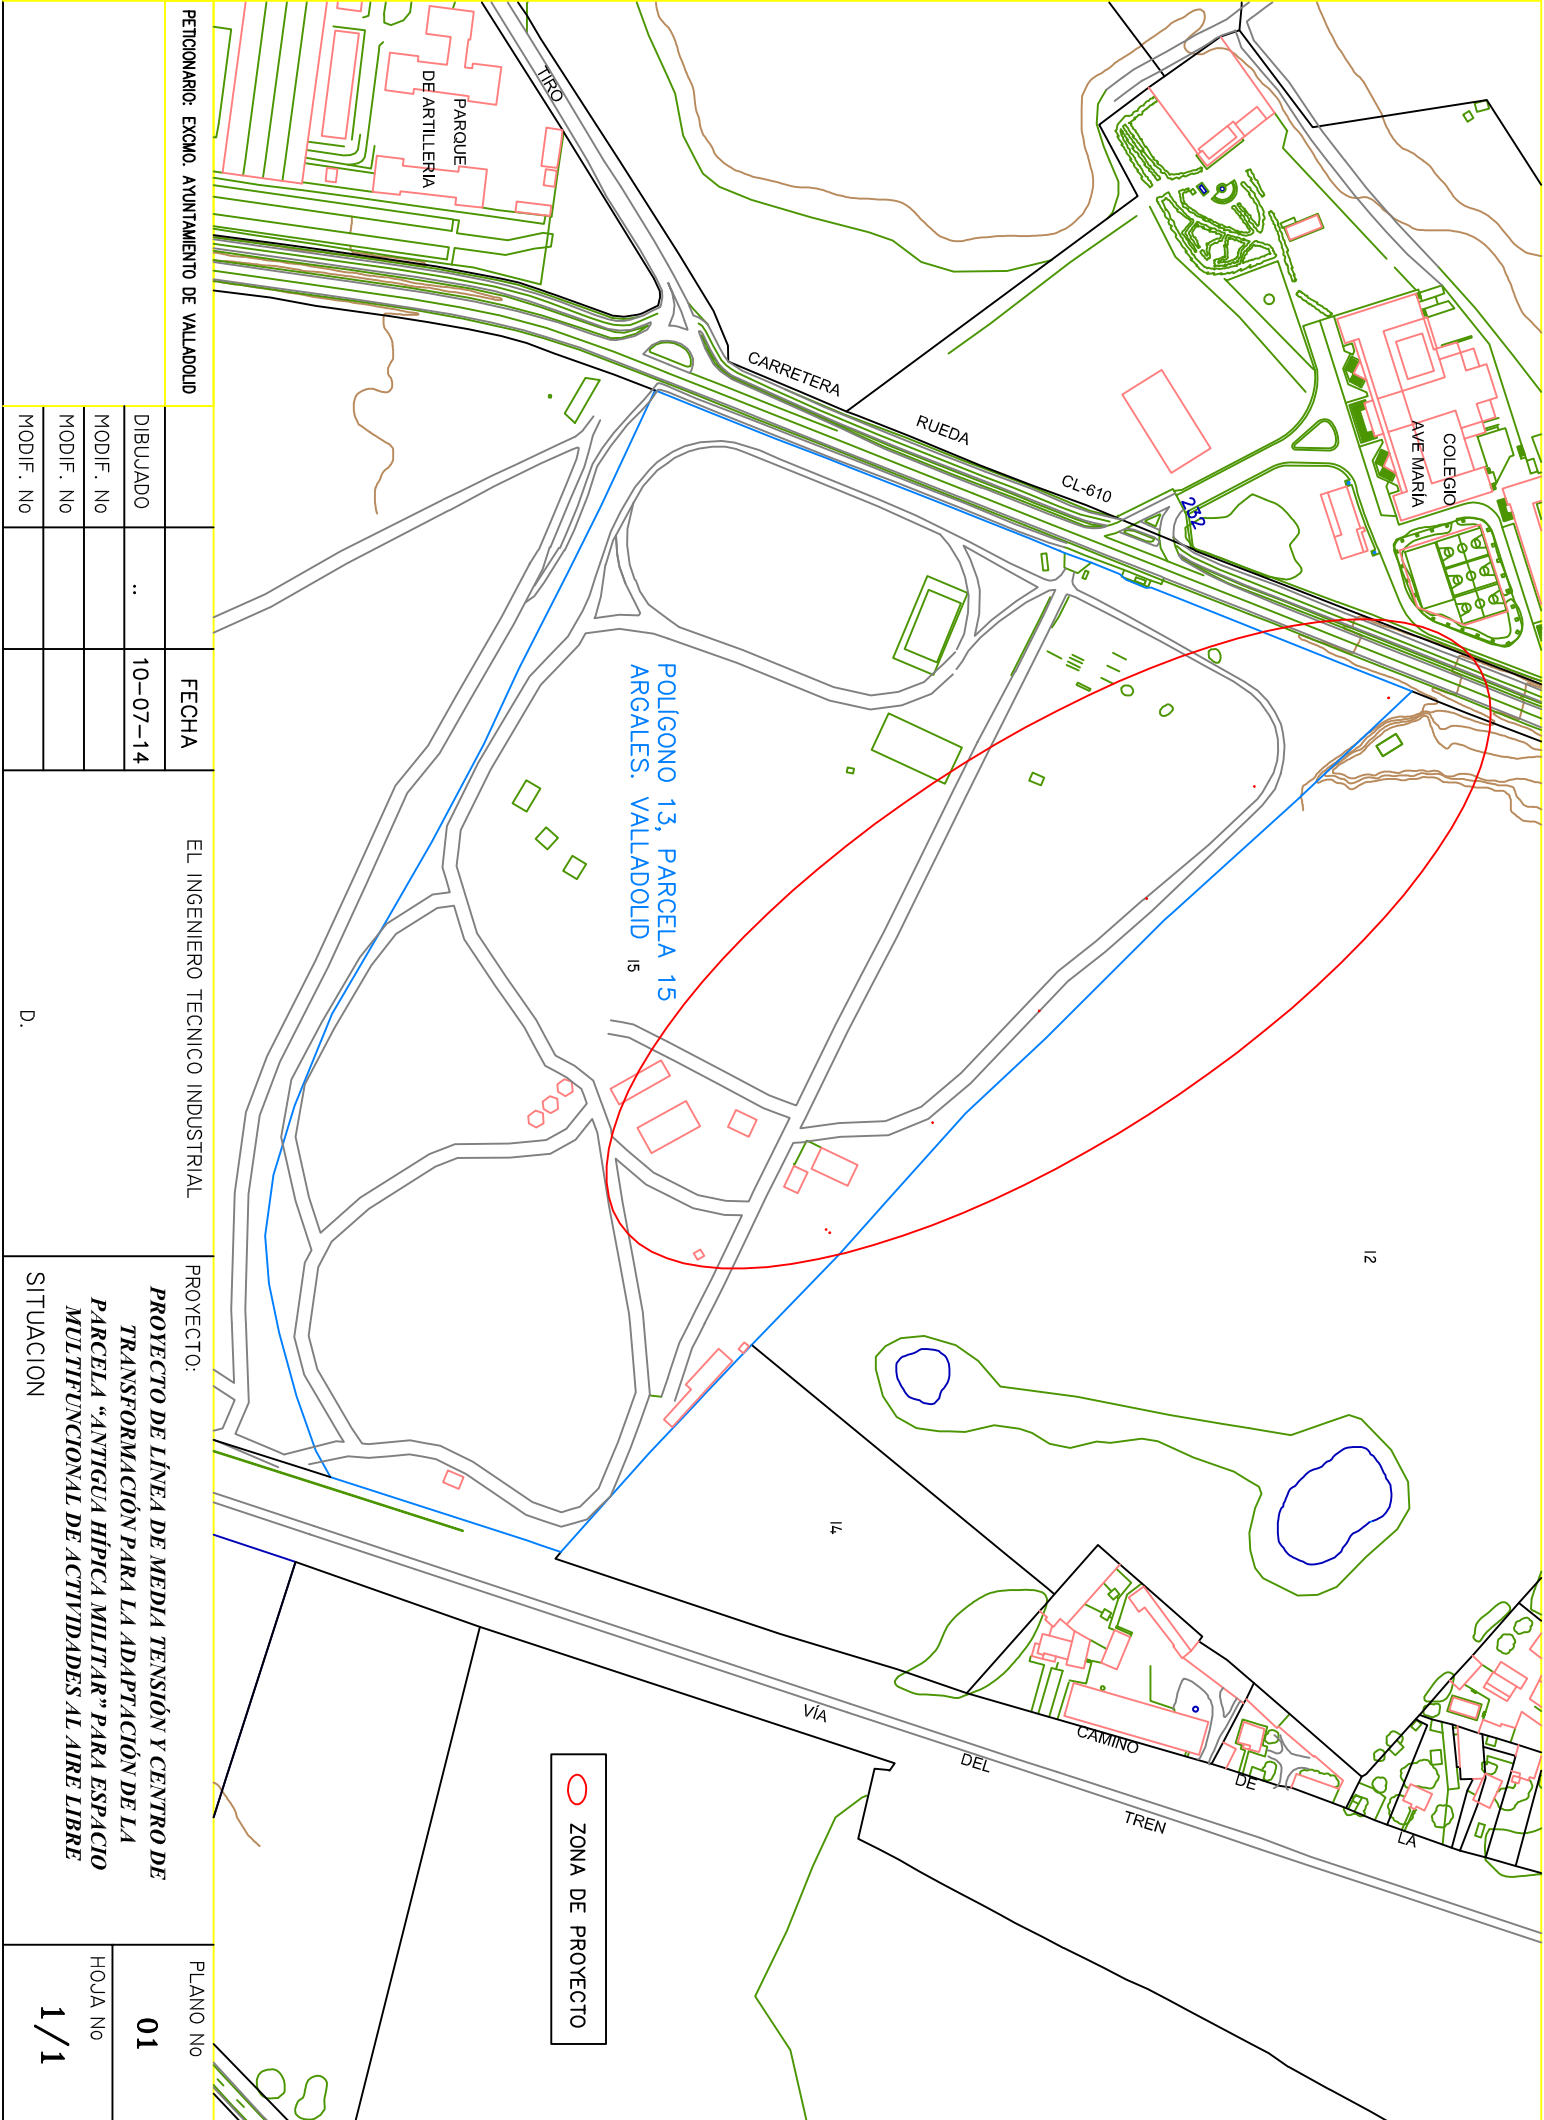 PARQUE
DE ARTILLERIA
TIRO
CARRETERA
RUEDA
CL-610
232
COLEGIO
AVE MARÍA
POLÍGONO 13, PARCELA 15
ARGALES. VALLADOLID
15
12
14
VÍA
DEL
TREN
CAMINO
DE
LA
ZONA DE PROYECTO
PETICIONARIO: EXCMO. AYUNTAMIENTO DE VALLADOLID
FECHA
DIBUJADO .. 10-07-14
MODIF. No
MODIF. No
MODIF. No
EL INGENIERO TECNICO INDUSTRIAL
D.
PROYECTO:
PROYECTO DE LÍNEA DE MEDIA TENSIÓN Y CENTRO DE
TRANSFORMACIÓN PARA LA ADAPTACIÓN DE LA
PARCELA “ANTIGUA HÍPICA MILITAR” PARA ESPACIO
MULTIFUNCIONAL DE ACTIVIDADES AL AIRE LIBRE
SITUACION
PLANO No
01
HOJA No
1/1